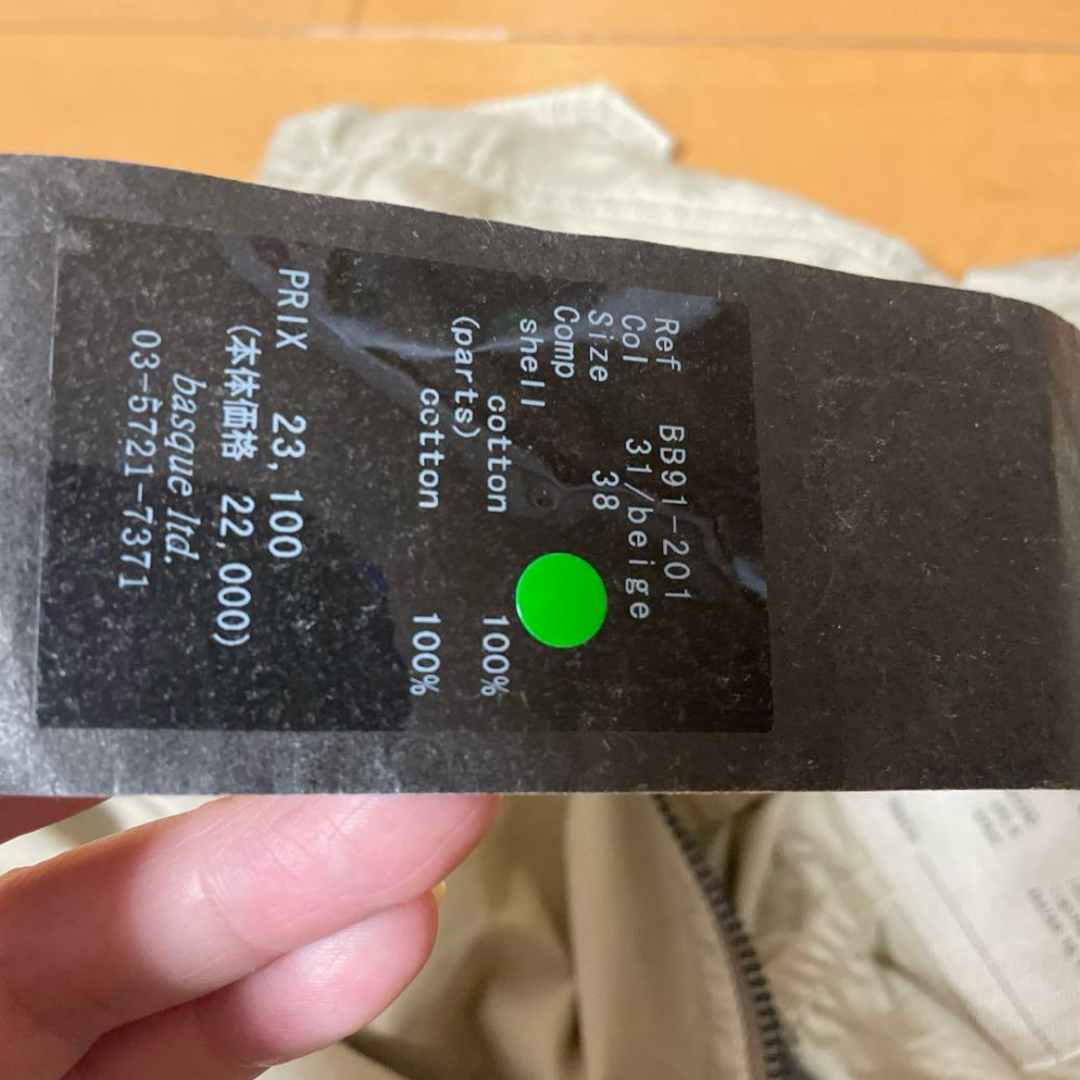 Ref BB91-201
Col 31/beige
Size 38
Comp
shell
cotton 100%
(parts)
cotton 100%
PRIX 23,100
(本体価格 22,000)
basque ltd.
03-5721-7371